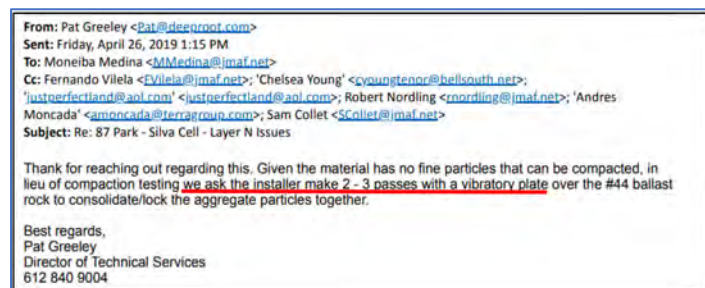 From: Pat Greeley <Pat@deeproot.com>
Sent: Friday, April 26, 2019 1:15 PM
To: Moneiba Medina <MMedina@jmaf.net>
Cc: Fernando Vilela <FVilela@jmaf.net>; 'Chelsea Young' <cyoungtenor@bellsouth.net>;
'justperfectland@aol.com' <justperfectland@aol.com>; Robert Nordling <rnordling@jmaf.net>; 'Andres
Moncada' <amoncada@terragroup.com>; Sam Collet <SCollet@jmaf.net>
Subject: Re: 87 Park - Silva Cell - Layer N Issues
Thank for reaching out regarding this. Given the material has no fine particles that can be compacted, in
lieu of compaction testing we ask the installer make 2 - 3 passes with a vibratory plate over the #44 ballast
rock to consolidate/lock the aggregate particles together.
Best regards,
Pat Greeley
Director of Technical Services
612 840 9004